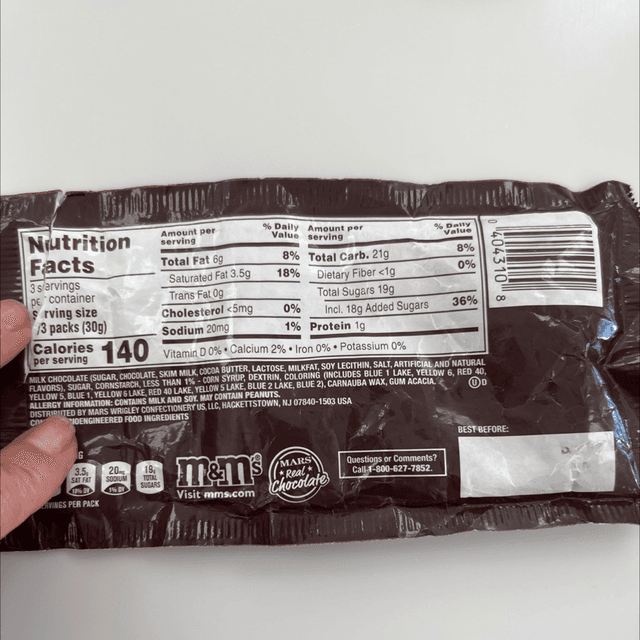 Nutrition
Facts
3 servings
per container
Serving size
/3 packs (30g)
Calories 140
per serving
Amount per
serving
% Daily
Value
Total Fat 6g 8%
Saturated Fat 3.5g 18%
Trans Fat 0g
Cholesterol <5mg 0%
Sodium 20mg 1%
Amount per
serving
% Daily
Value
Total Carb. 21g 8%
Dietary Fiber <1g 0%
Total Sugars 19g
Incl. 18g Added Sugars 36%
Protein 1g
Vitamin D 0% • Calcium 2% • Iron 0% • Potassium 0%
0 404310 8
MILK CHOCOLATE (SUGAR, CHOCOLATE, SKIM MILK, COCOA BUTTER, LACTOSE, MILKFAT, SOY LECITHIN, SALT, ARTIFICIAL AND NATURAL
FLAVORS), SUGAR, CORNSTARCH, LESS THAN 1% - CORN SYRUP, DEXTRIN, COLORING (INCLUDES BLUE 1 LAKE, YELLOW 6, RED 40,
YELLOW 5, BLUE 1, YELLOW 6 LAKE, RED 40 LAKE, YELLOW 5 LAKE, BLUE 2 LAKE, BLUE 2), CARNAUBA WAX, GUM ACACIA. U D
ALLERGY INFORMATION: CONTAINS MILK AND SOY. MAY CONTAIN PEANUTS.
DISTRIBUTED BY MARS WRIGLEY CONFECTIONERY US, LLC, HACKETTSTOWN, NJ 07840-1503 USA
FOOD INGREDIENTS
BEST BEFORE:
3.5g
SAT FAT
18% DV
20mg
SODIUM
1% DV
19g
TOTAL
SUGARS
PER PACK
m&m's
Visit mms.com
MARS
Real
Chocolate
Questions or Comments?
Call 1-800-627-7852.